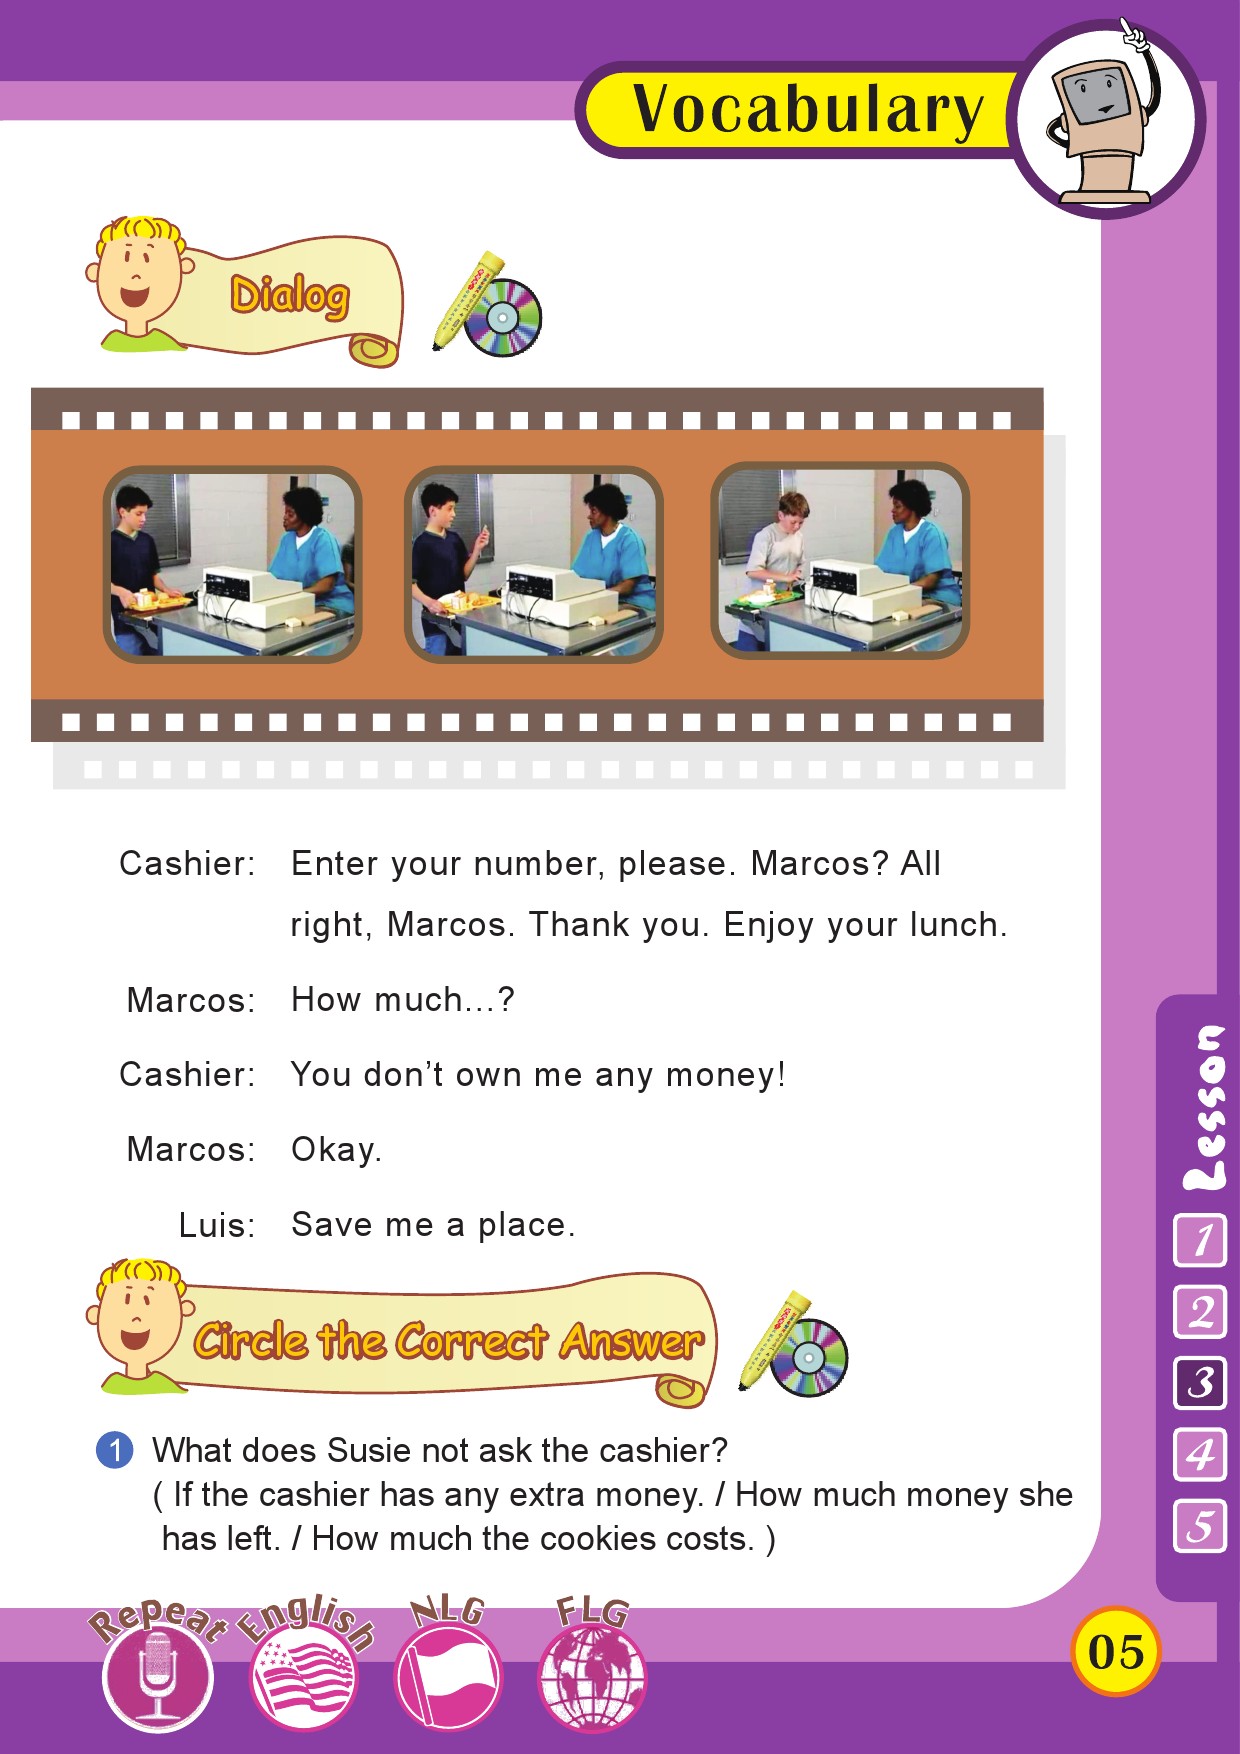 Vocabulary
Dialog
Cashier: Enter your number, please. Marcos? All
right, Marcos. Thank you. Enjoy your lunch.
Marcos: How much...?
Cashier: You don’t own me any money!
Marcos: Okay.
Luis: Save me a place.
Circle the Correct Answer
1 What does Susie not ask the cashier?
( If the cashier has any extra money. / How much money she
has left. / How much the cookies costs. )
Lesson
1
2
3
4
5
Repeat English NLG FLG
05